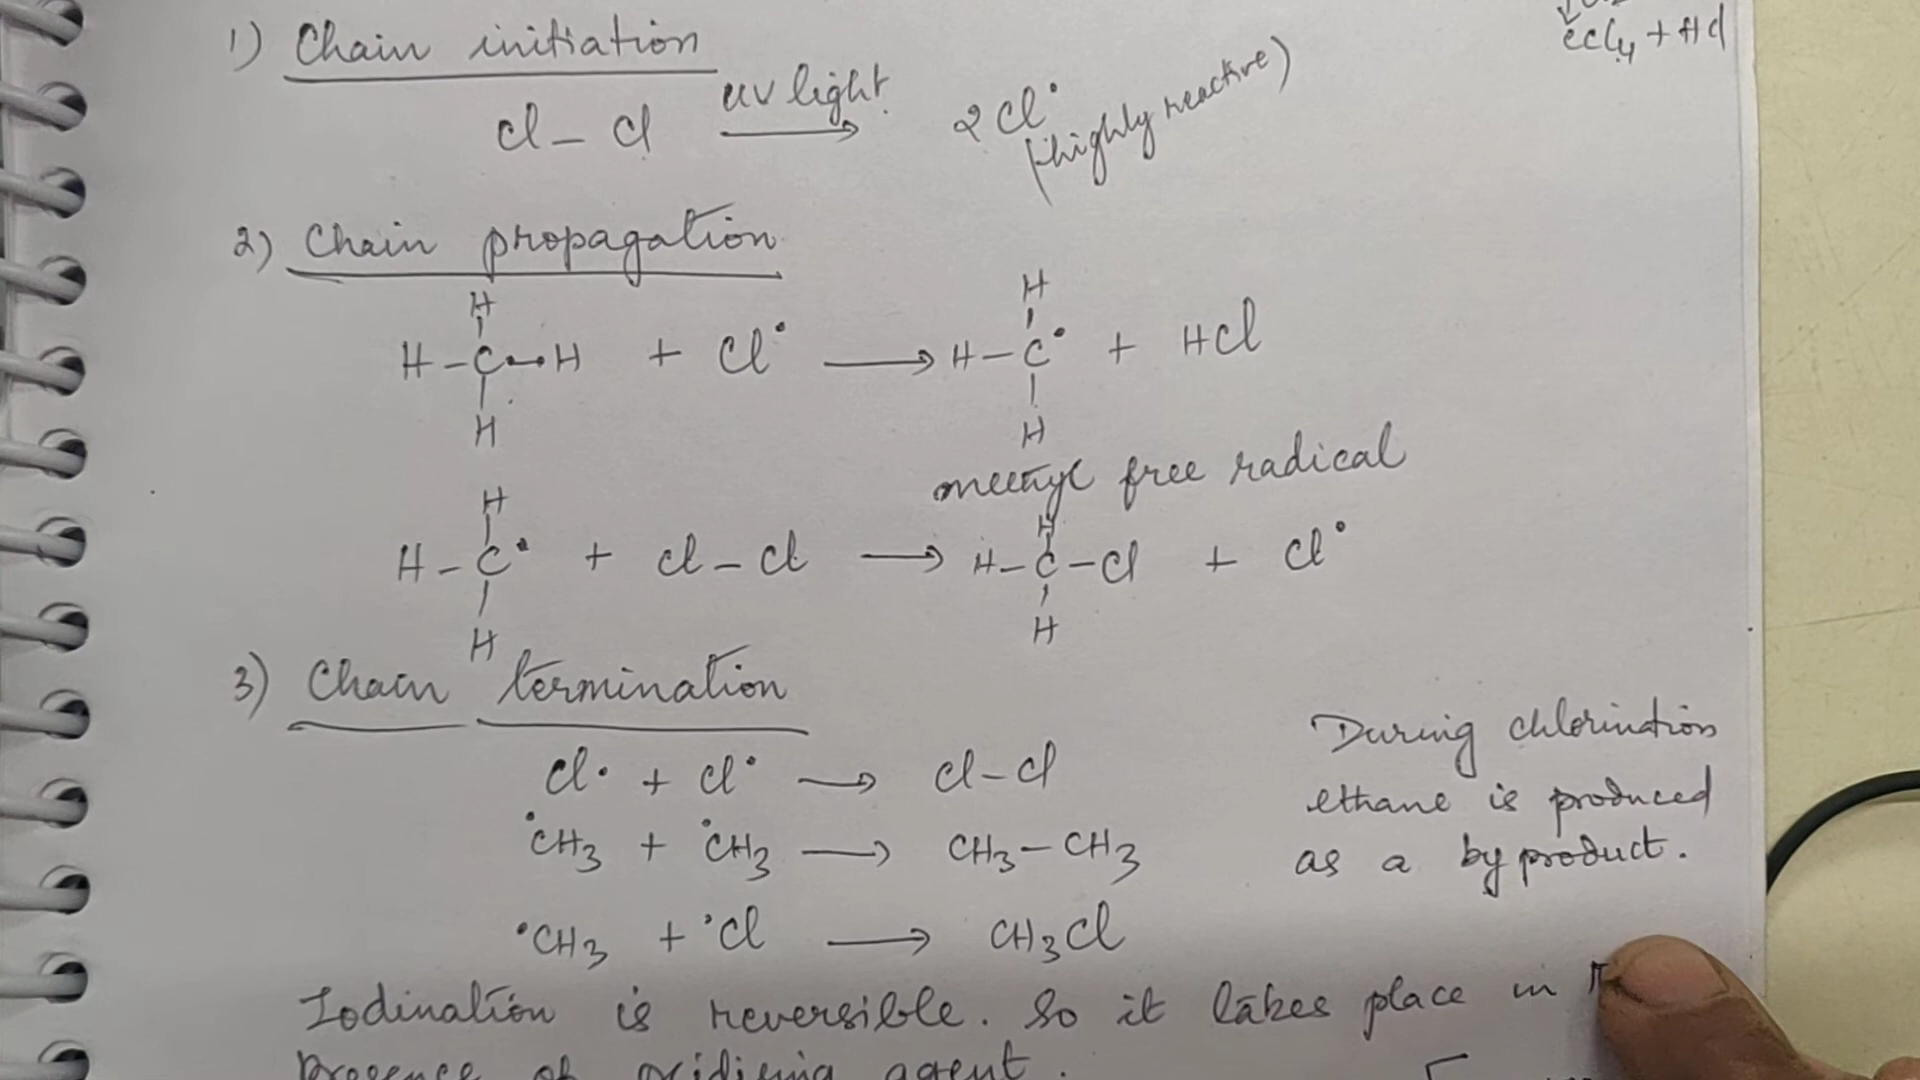 CCl4 + HCl
1) Chain initiation
Cl – Cl UV light → 2Cl•
(highly reactive)
2) Chain propagation
H
H – C – H + Cl• → H – C• + HCl
H
methyl free radical
H
H – C• + Cl – Cl → H – C – Cl + Cl•
H
3) Chain termination
Cl• + Cl• → Cl – Cl
•CH3 + •CH3 → CH3 – CH3
•CH3 + •Cl → CH3Cl
During chlorination
ethane is produced
as a by product.
Iodination is reversible. So it takes place in
presence of oxidising agent.